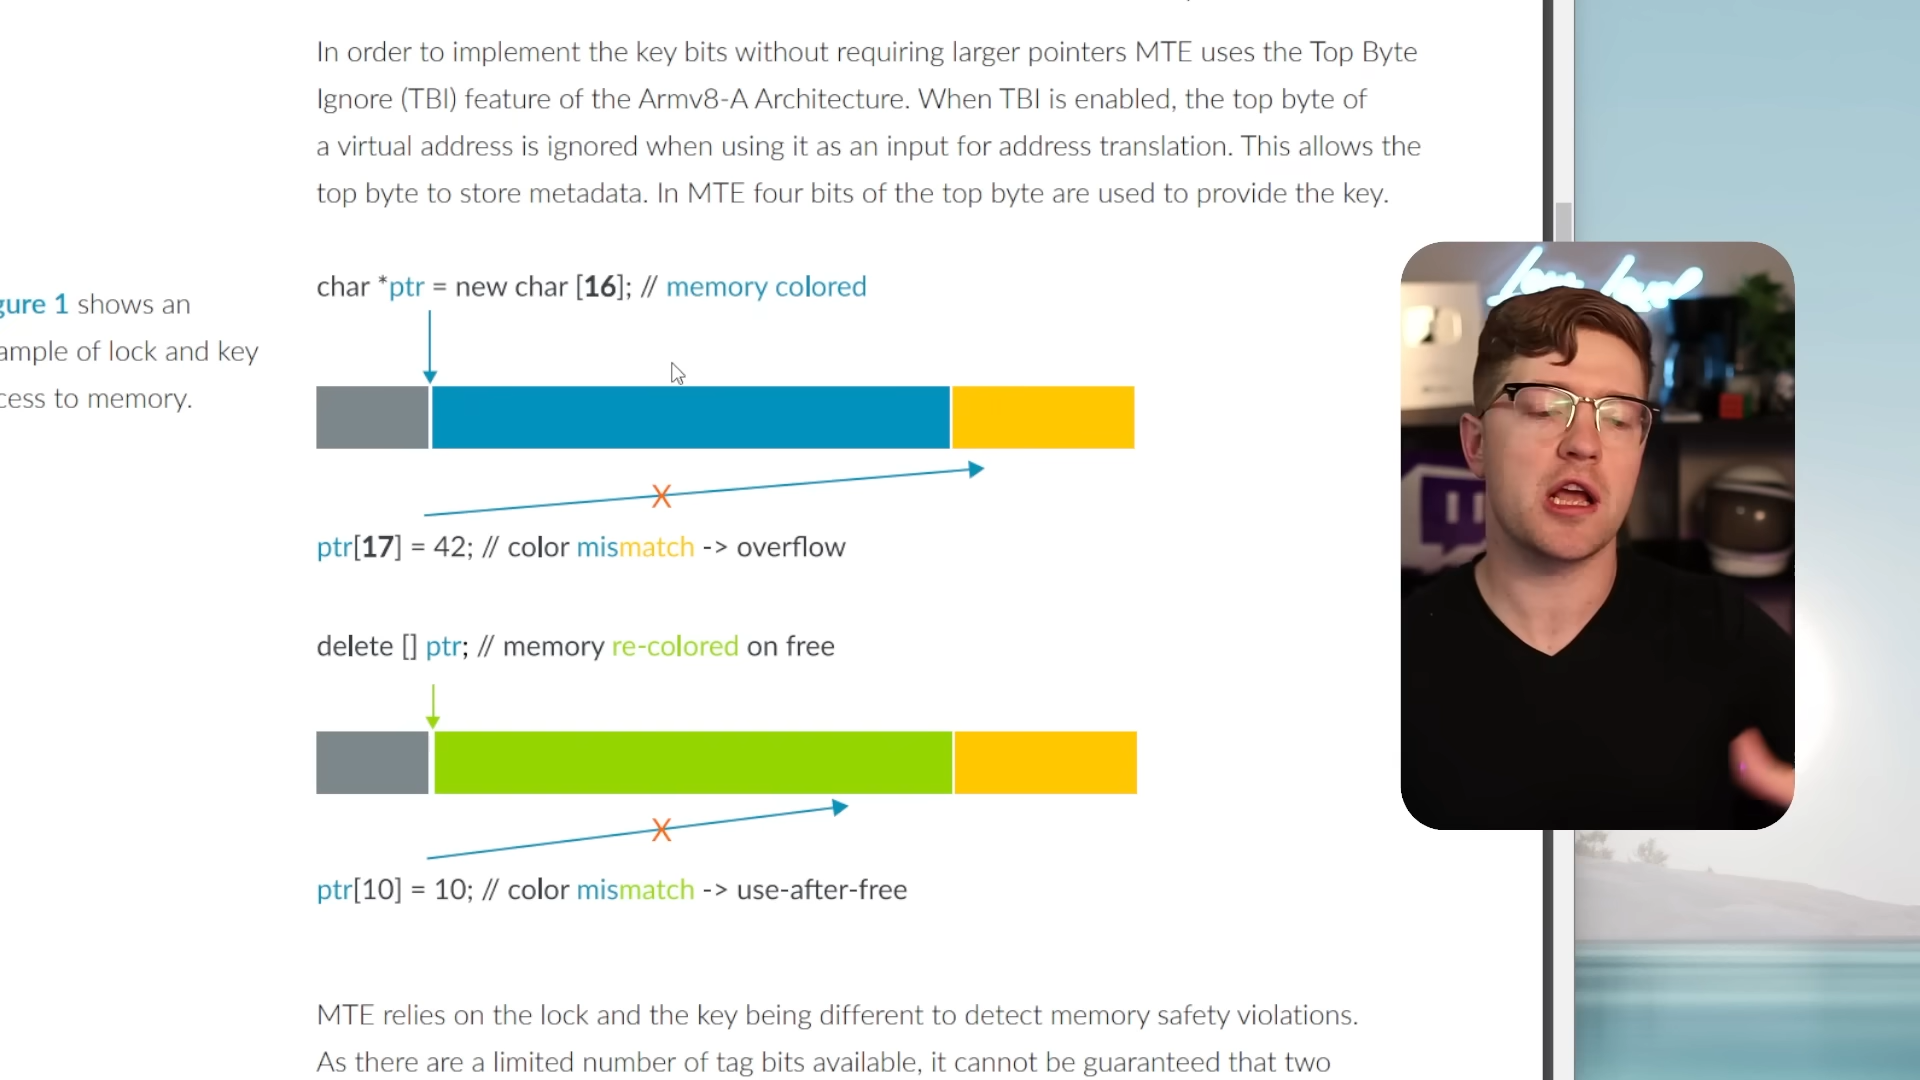 In order to implement the key bits without requiring larger pointers MTE uses the Top Byte
Ignore (TBI) feature of the Armv8-A Architecture. When TBI is enabled, the top byte of
a virtual address is ignored when using it as an input for address translation. This allows the
top byte to store metadata. In MTE four bits of the top byte are used to provide the key.
gure 1 shows an
ample of lock and key
cess to memory.
char *ptr = new char [16]; // memory colored
X
ptr[17] = 42; // color mismatch -> overflow
delete [] ptr; // memory re-colored on free
X
ptr[10] = 10; // color mismatch -> use-after-free
MTE relies on the lock and the key being different to detect memory safety violations.
As there are a limited number of tag bits available, it cannot be guaranteed that two